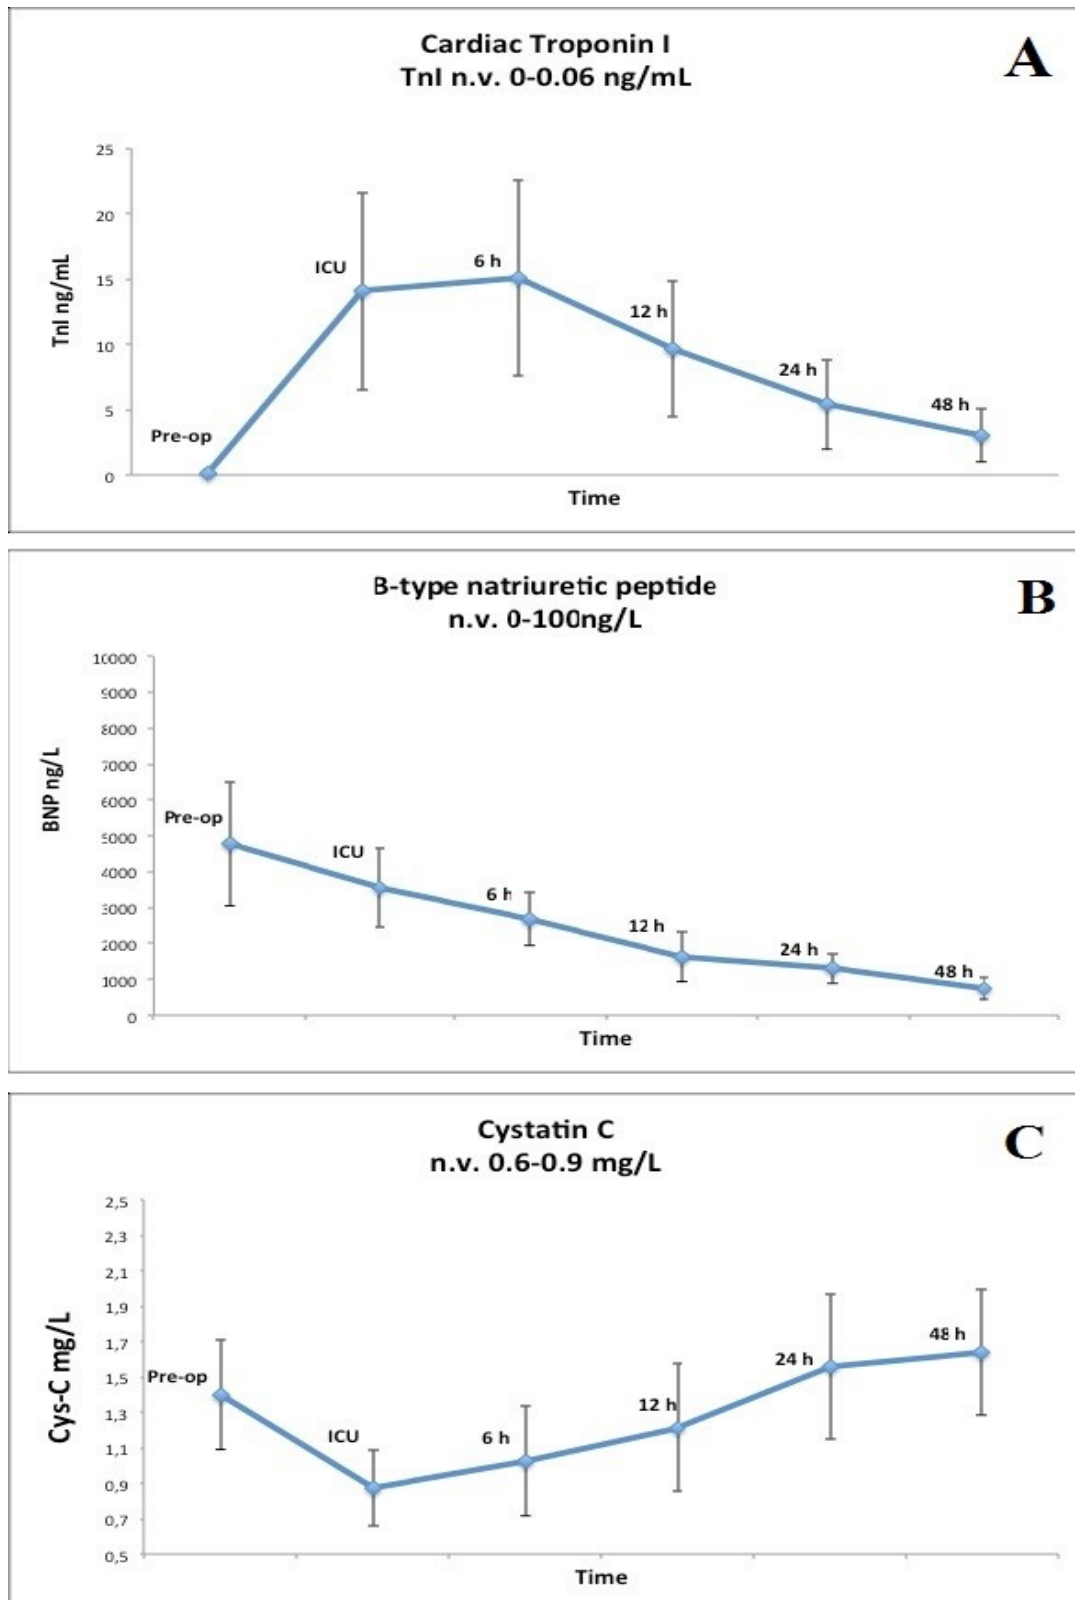 Cardiac Troponin I
TnI n.v. 0-0.06 ng/mL
A
25
20
15
10
5
0
TnI ng/mL
Pre-op
ICU
6 h
12 h
24 h
48 h
Time
B-type natriuretic peptide
n.v. 0-100ng/L
B
10000
9000
8000
7000
6000
5000
4000
3000
2000
1000
0
BNP ng/L
Pre-op
ICU
6 h
12 h
24 h
48 h
Time
Cystatin C
n.v. 0.6-0.9 mg/L
C
2,5
2,3
2,1
1,9
1,7
1,5
1,3
1,1
0,9
0,7
0,5
Cys-C mg/L
Pre-op
ICU
6 h
12 h
24 h
48 h
Time